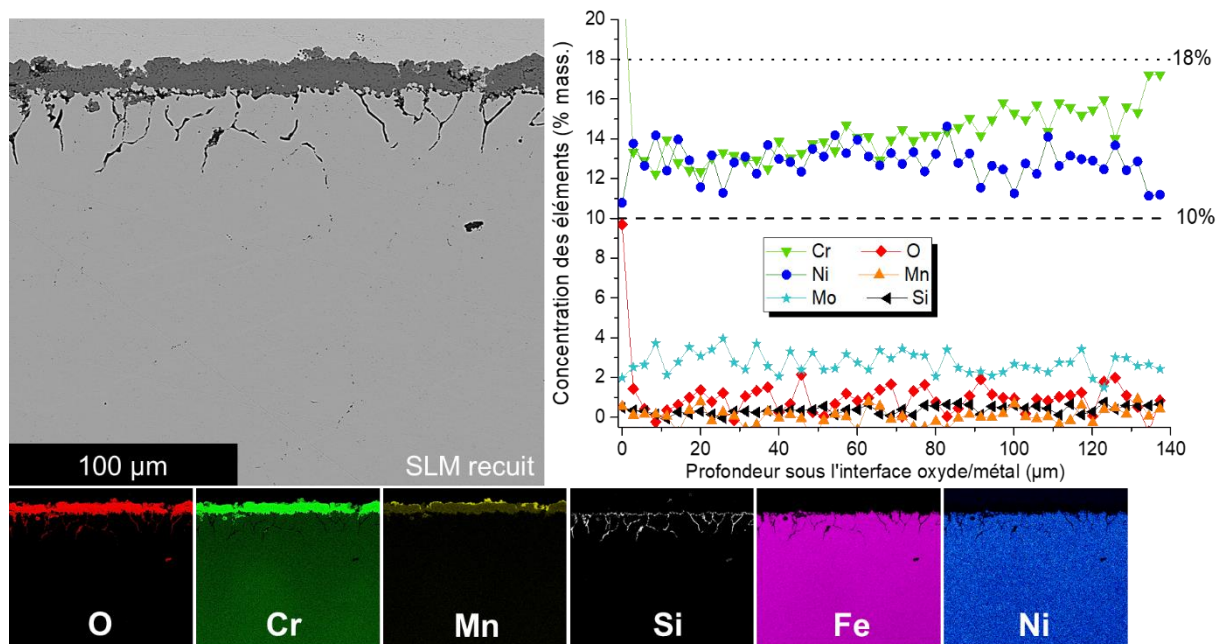 100 µm
SLM recuit
Concentration des éléments (% mass.)
20
18
16
14
12
10
8
6
4
2
0
18%
10%
Cr
O
Ni
Mn
Mo
Si
0
20
40
60
80
100
120
140
Profondeur sous l'interface oxyde/métal (µm)
O
Cr
Mn
Si
Fe
Ni